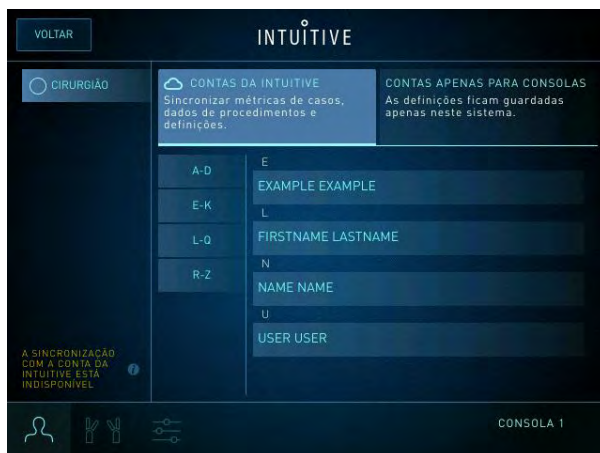 VOLTAR
INTUITIVE
CIRURGIÃO
CONTAS DA INTUITIVE
Sincronizar métricas de casos,
dados de procedimentos e
definições.
CONTAS APENAS PARA CONSOLAS
As definições ficam guardadas
apenas neste sistema.
A-D
E-K
L-Q
R-Z
E
EXAMPLE EXAMPLE
L
FIRSTNAME LASTNAME
N
NAME NAME
U
USER USER
A SINCRONIZAÇÃO
COM A CONTA DA
INTUITIVE ESTÁ
INDISPONÍVEL
i
CONSOLA 1